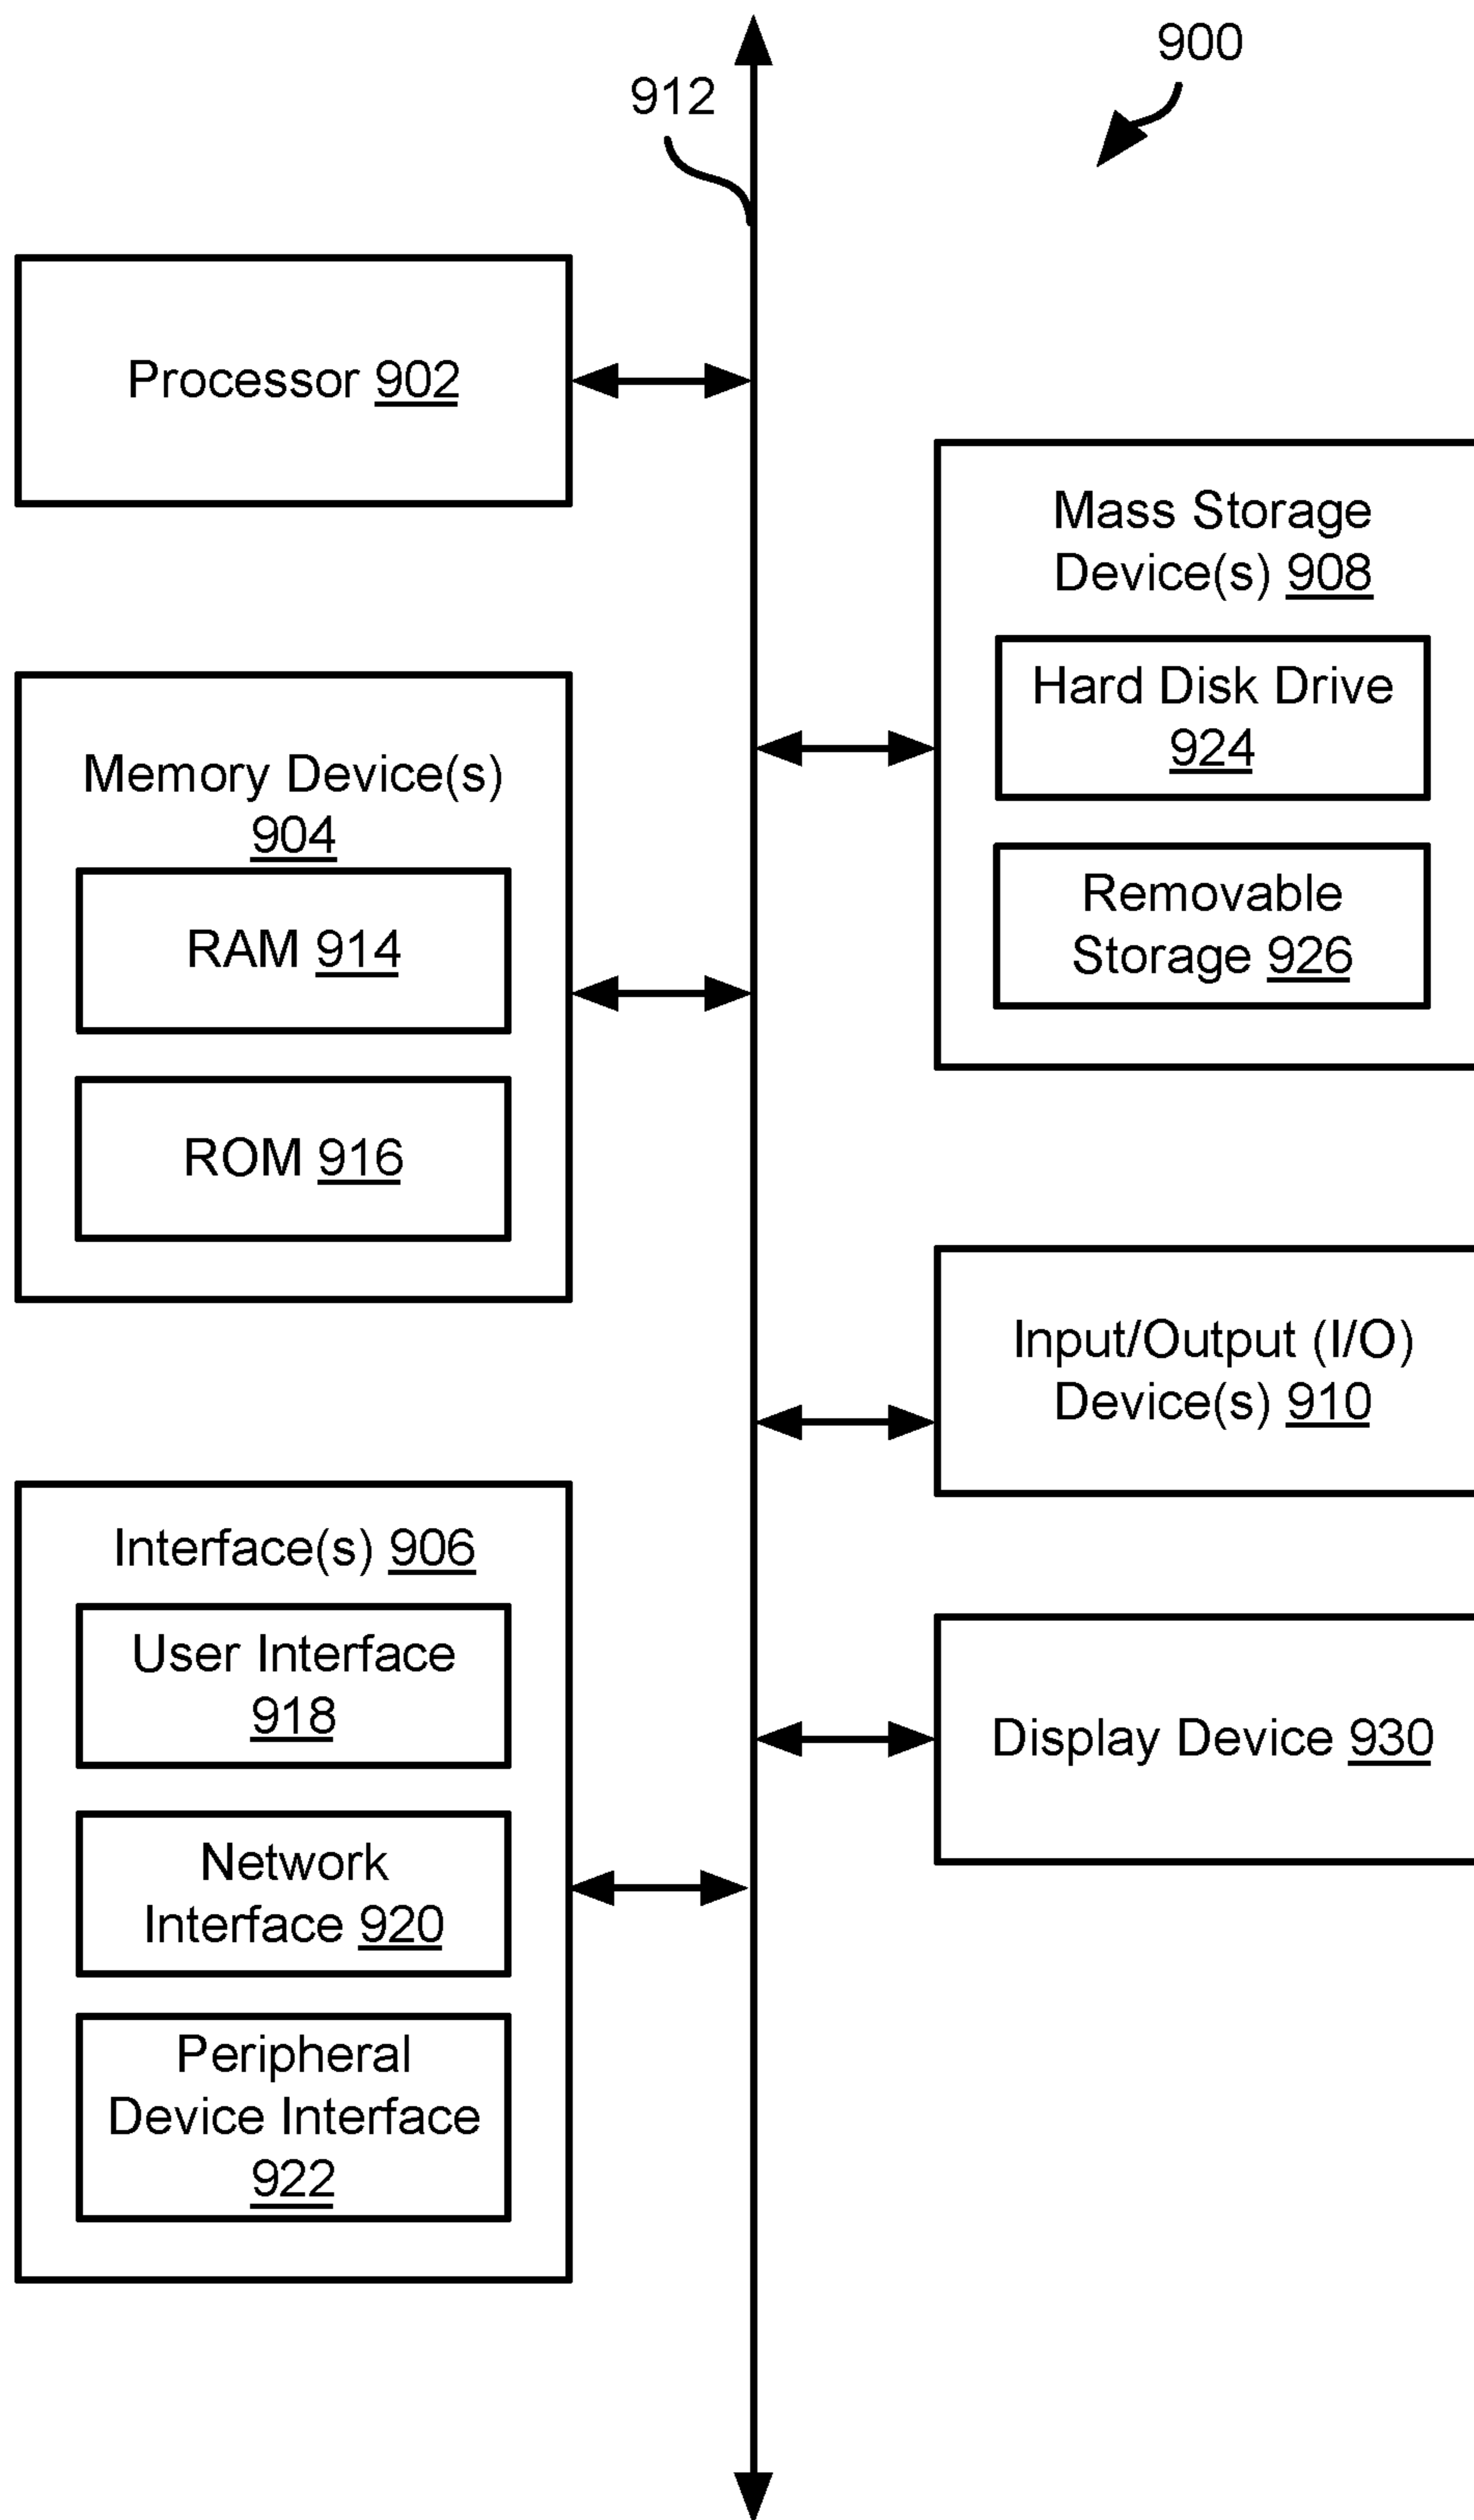 900
912
Processor 902
Mass Storage
Device(s) 908
Hard Disk Drive
924
Removable
Storage 926
Memory Device(s)
904
RAM 914
ROM 916
Input/Output (I/O)
Device(s) 910
Interface(s) 906
User Interface
918
Network
Interface 920
Peripheral
Device Interface
922
Display Device 930